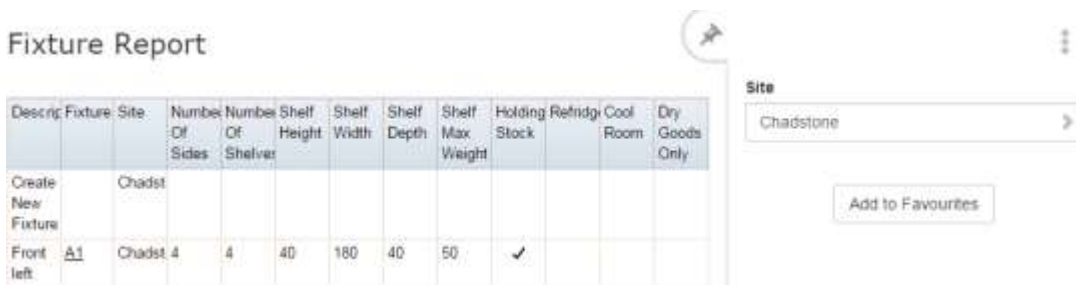 Fixture Report
Descrip Fixture Site Number Number Shelf Shelf Shelf Shelf Holding Refridge Cool Dry
Of Of Height Width Depth Max Stock Room Goods
Sides Shelves Weight Only
Create Chadst
New
Fixture
Front A1 Chadst 4 4 40 180 40 50 ✓
left
Site
Chadstone
Add to Favourites